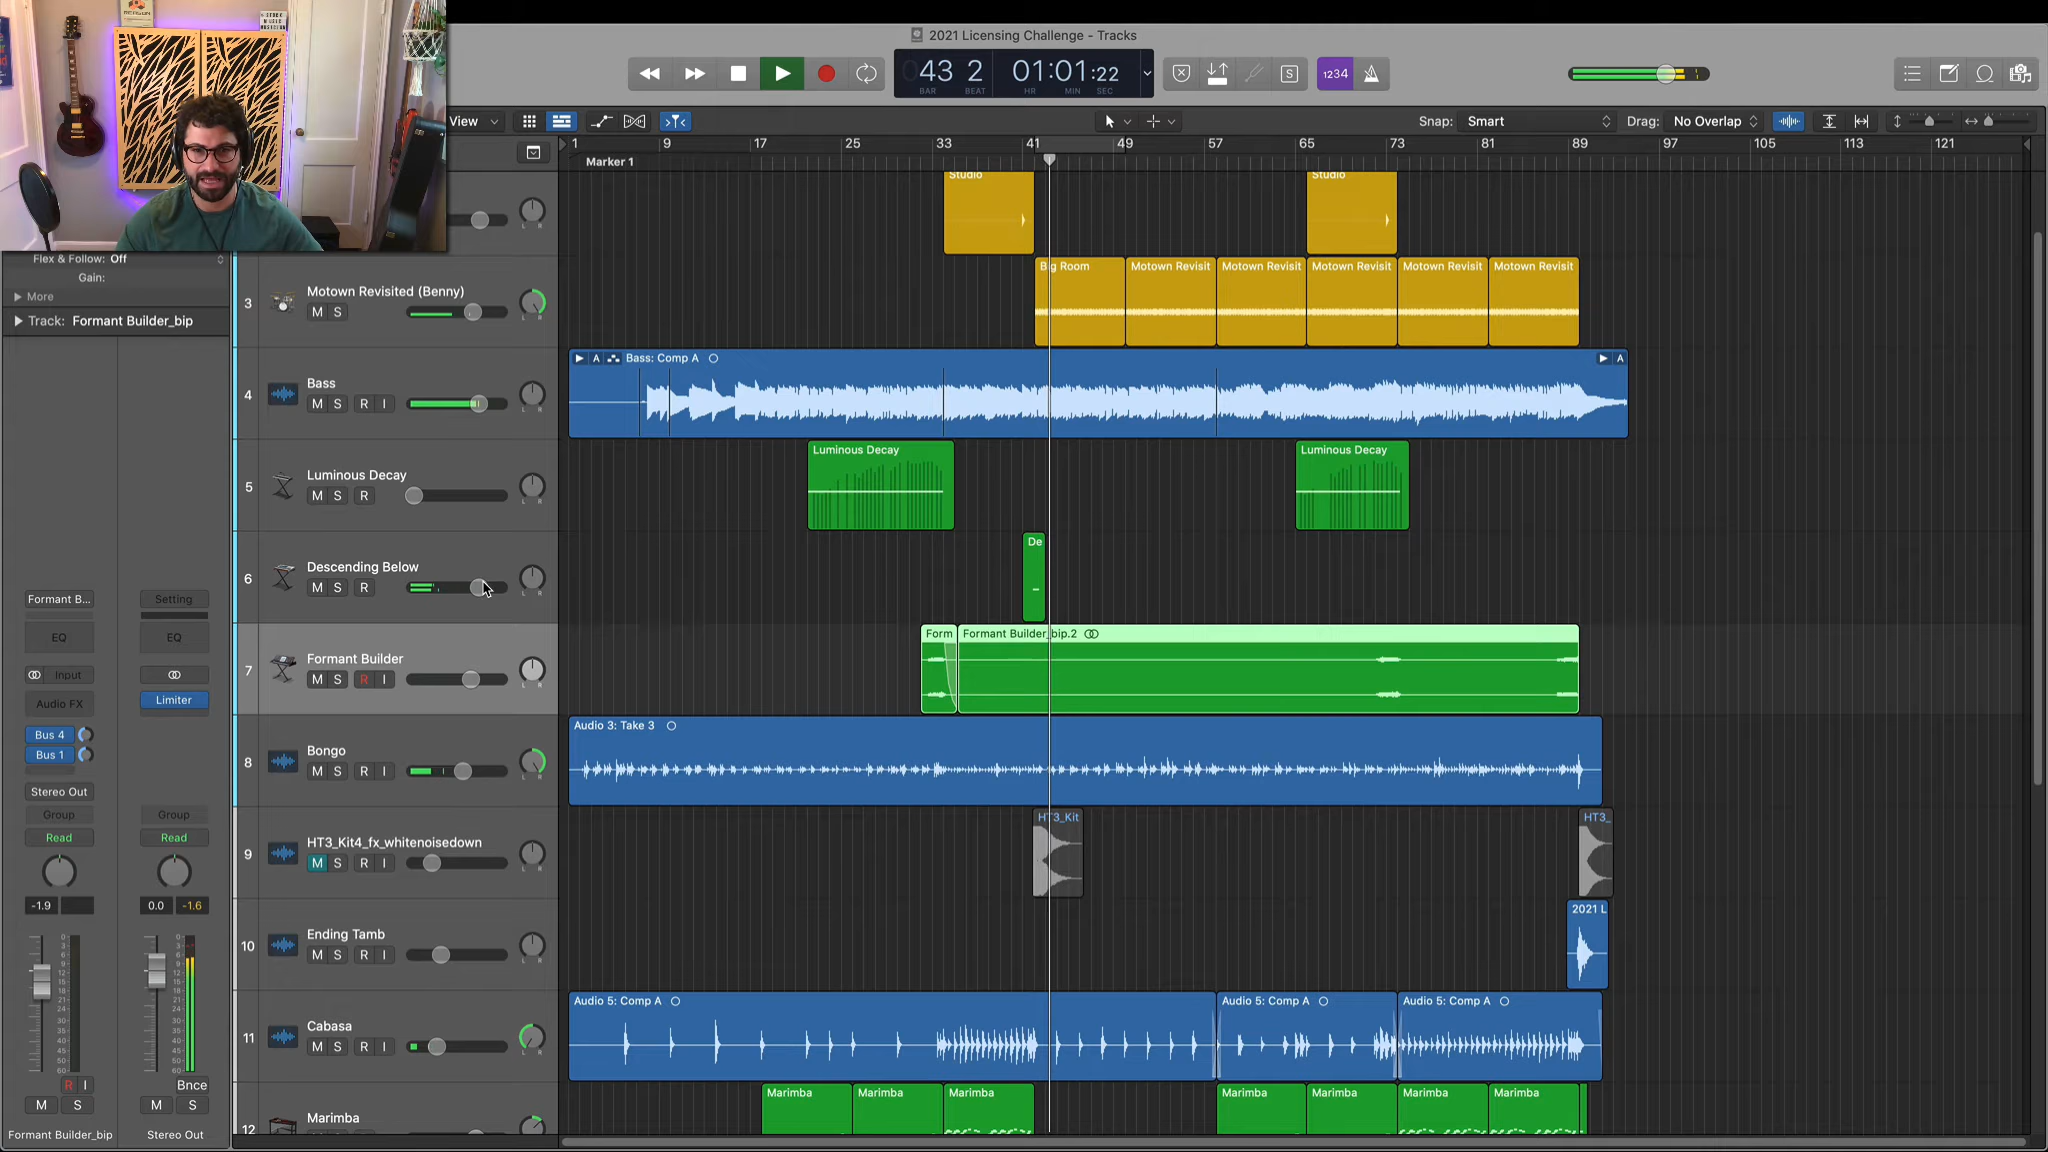 REASON
2021 Licensing Challenge - Tracks
43 2
BAR BEAT
01:01:22
HR MIN SEC
S
1234
View
Snap: Smart
Drag: No Overlap
1 9 17 25 33 41 49 57 65 73 81 89 97 105 113 121
Marker 1
Studio
Studio
Flex & Follow: Off
Gain:
More
Track: Formant Builder_bip
3
Motown Revisited (Benny)
M S
Big Room
Motown Revisit
Motown Revisit
Motown Revisit
Motown Revisit
Motown Revisit
4
Bass
M S R I
A
Bass: Comp A
A
5
Luminous Decay
M S R
Luminous Decay
Luminous Decay
6
Descending Below
M S R
De
7
Formant Builder
M S R I
Form
Formant Builder_bip.2
8
Bongo
M S R I
Audio 3: Take 3
9
HT3_Kit4_fx_whitenoisedown
M S R I
HT3_Kit
HT3_
10
Ending Tamb
M S R I
2021 L
11
Cabasa
M S R I
Audio 5: Comp A
Audio 5: Comp A
Audio 5: Comp A
12
Marimba
Marimba
Marimba
Marimba
Marimba
Marimba
Marimba
Marimba
Formant B...
Setting
EQ
EQ
Input
Audio FX
Limiter
Bus 4
Bus 1
Stereo Out
Group
Group
Read
Read
-1.9
0.0 -1.6
R I
Bnce
M S
M S
Formant Builder_bip
Stereo Out